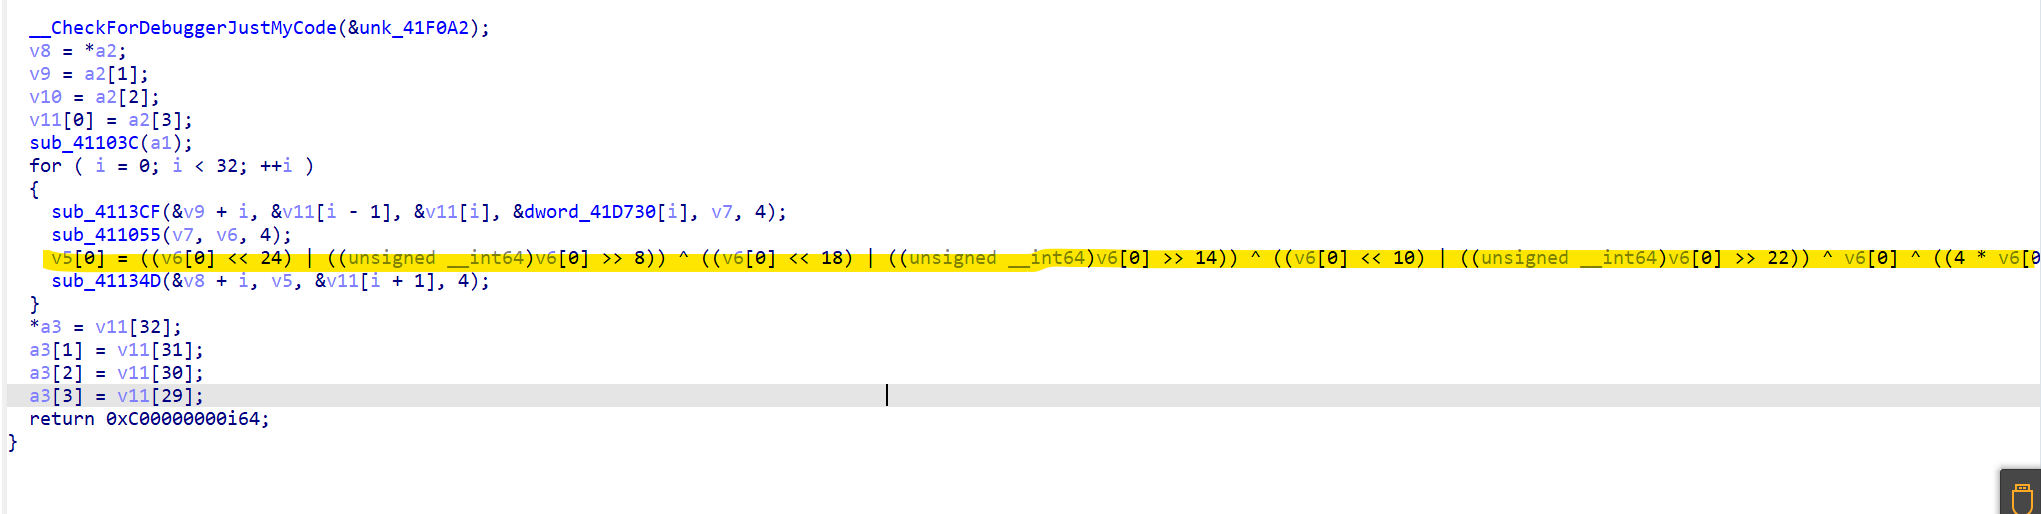 __CheckForDebuggerJustMyCode(&unk_41F0A2);
v8 = *a2;
v9 = a2[1];
v10 = a2[2];
v11[0] = a2[3];
sub_41103C(a1);
for ( i = 0; i < 32; ++i )
{
sub_4113CF(&v9 + i, &v11[i - 1], &v11[i], &dword_41D730[i], v7, 4);
sub_411055(v7, v6, 4);
v5[0] = ((v6[0] << 24) | ((unsigned __int64)v6[0] >> 8)) ^ ((v6[0] << 18) | ((unsigned __int64)v6[0] >> 14)) ^ ((v6[0] << 10) | ((unsigned __int64)v6[0] >> 22)) ^ v6[0] ^ ((4 * v6[0
sub_41134D(&v8 + i, v5, &v11[i + 1], 4);
}
*a3 = v11[32];
a3[1] = v11[31];
a3[2] = v11[30];
a3[3] = v11[29];
return 0xC00000000i64;
}